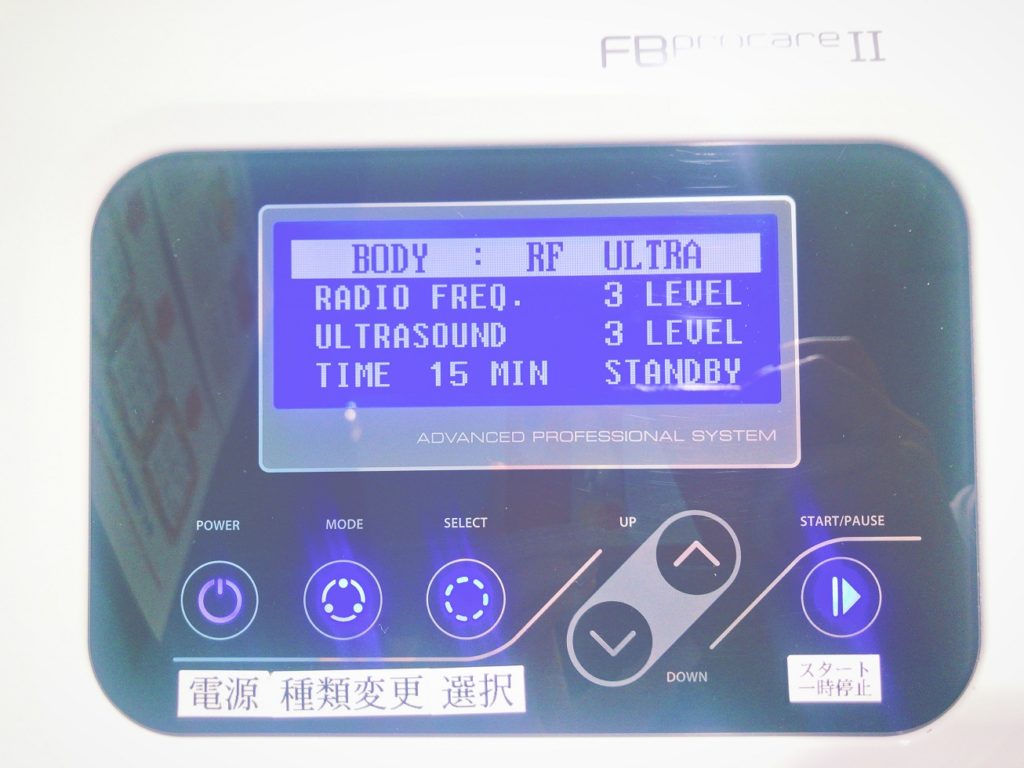 FB procare II
BODY : RF ULTRA
RADIO FREQ. 3 LEVEL
ULTRASOUND 3 LEVEL
TIME 15 MIN STANDBY
ADVANCED PROFESSIONAL SYSTEM
POWER MODE SELECT UP START/PAUSE
DOWN
電源 種類変更 選択
スタート
一時停止